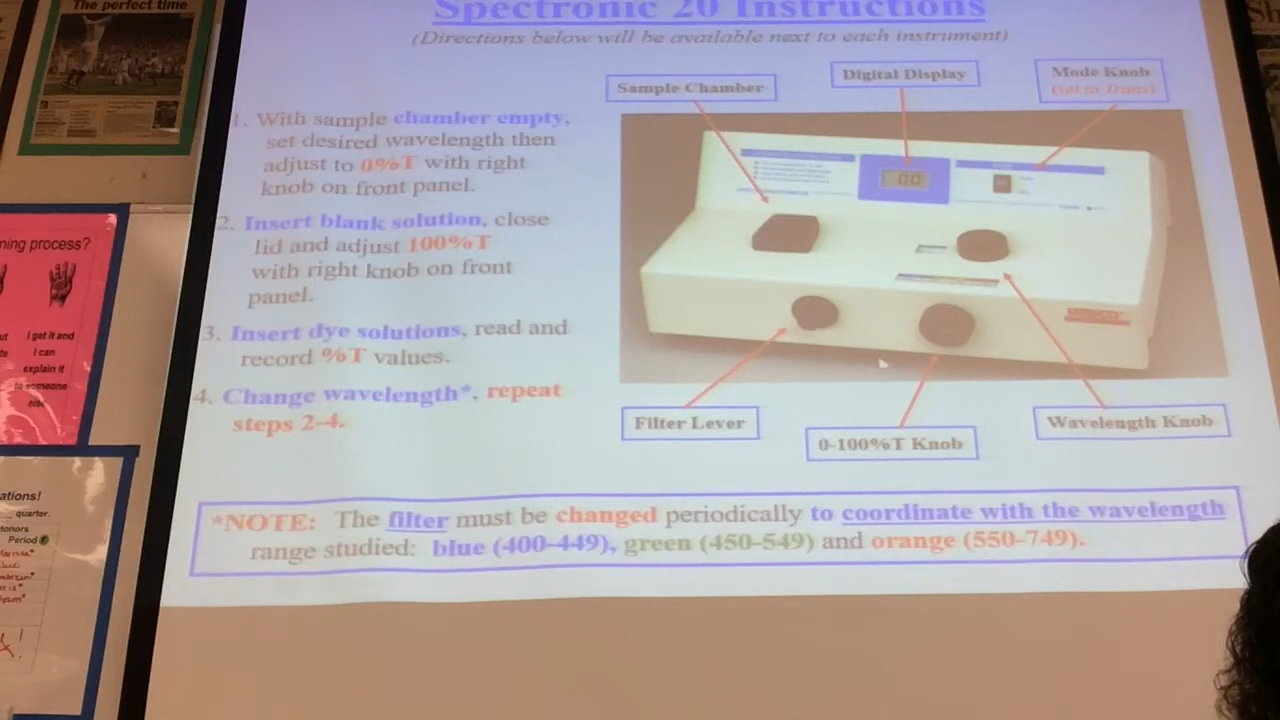 The perfect time
Spectronic 20 Instructions
(Directions below will be available next to each instrument)
1. With sample chamber empty,
set desired wavelength then
adjust to 0%T with right
knob on front panel.
2. Insert blank solution, close
lid and adjust 100%T
with right knob on front
panel.
3. Insert dye solutions, read and
record %T values.
4. Change wavelength*, repeat
steps 2-4.
Sample Chamber
Digital Display
Mode Knob
(set to Trans)
Filter Lever
0-100%T Knob
Wavelength Knob
*NOTE: The filter must be changed periodically to coordinate with the wavelength
range studied: blue (400-449), green (450-549) and orange (550-749).
ning process?
I get it and
I can
explain it
to someone
else
ations!
quarter.
Period